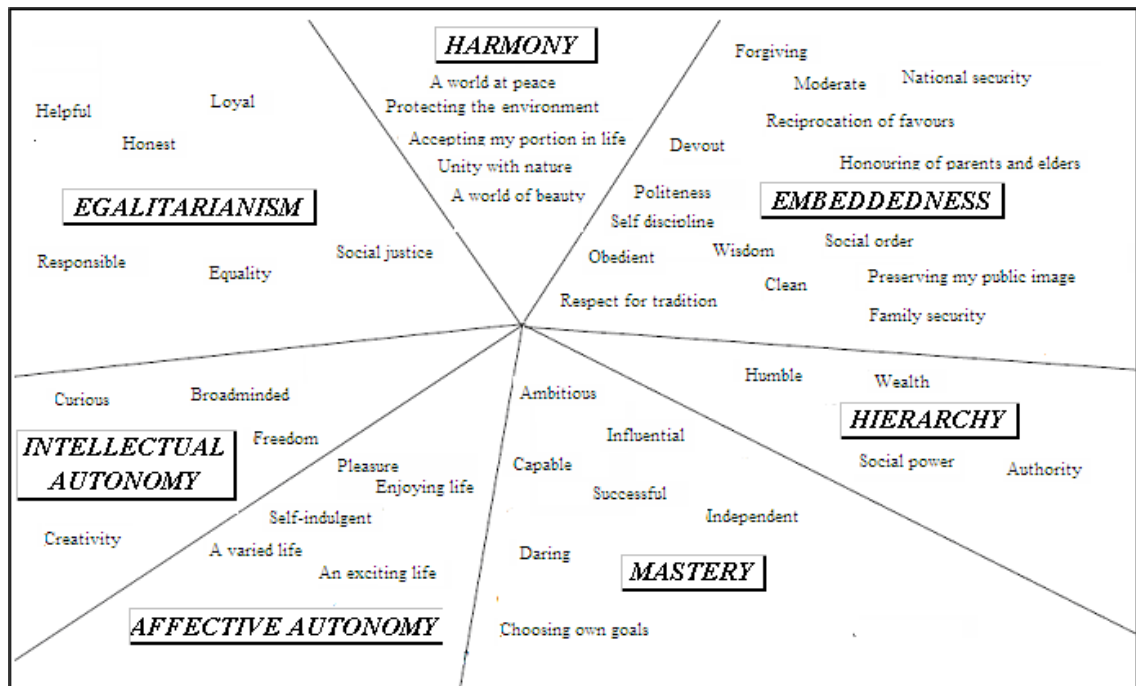 HARMONY
A world at peace
Protecting the environment
Accepting my portion in life
Unity with nature
A world of beauty
Forgiving
Moderate
National security
Reciprocation of favours
Devout
Honouring of parents and elders
Politeness
EMBEDDEDNESS
Self discipline
Social order
Obedient
Wisdom
Clean
Preserving my public image
Respect for tradition
Family security
Helpful
Loyal
Honest
EGALITARIANISM
Responsible
Equality
Social justice
Humble
Wealth
HIERARCHY
Social power
Authority
Curious
Broadminded
Freedom
INTELLECTUAL
AUTONOMY
Creativity
Pleasure
Enjoying life
Self-indulgent
A varied life
An exciting life
AFFECTIVE AUTONOMY
Ambitious
Influential
Capable
Successful
Independent
Daring
MASTERY
Choosing own goals